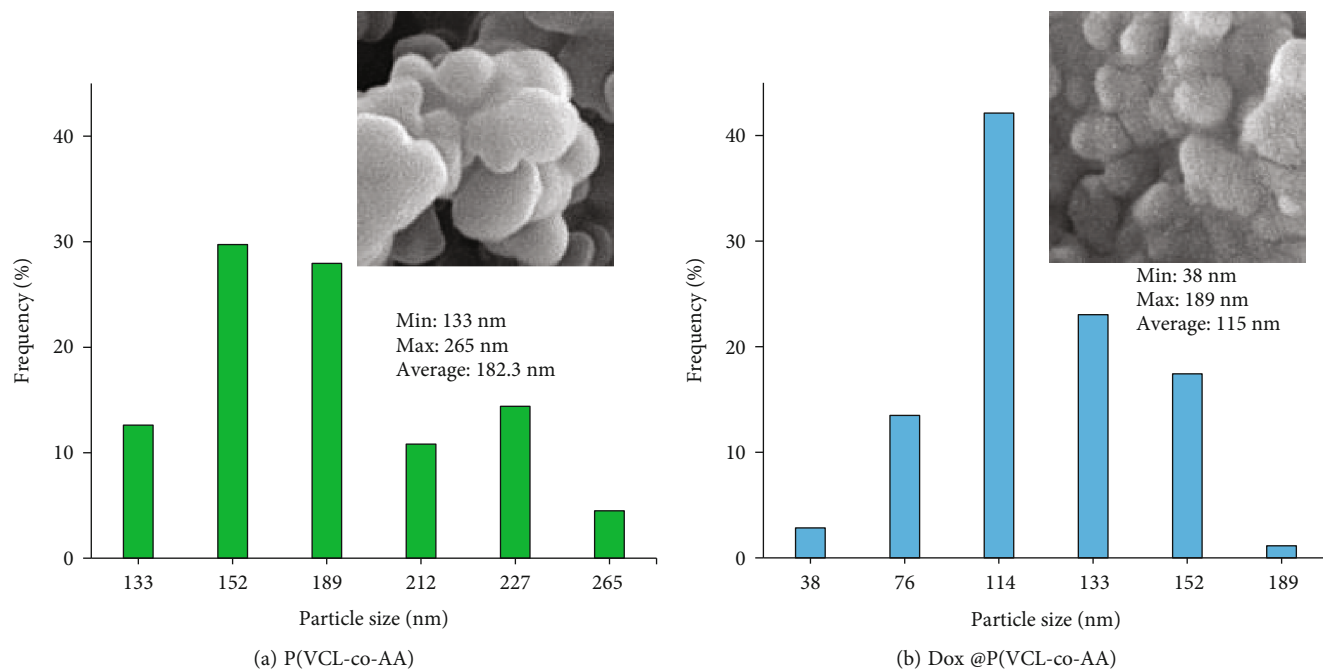 Frequency (%)
40
30
20
10
0
133 152 189 212 227 265
Particle size (nm)
Min: 133 nm
Max: 265 nm
Average: 182.3 nm
(a) P(VCL-co-AA)
Frequency (%)
40
30
20
10
0
38 76 114 133 152 189
Particle size (nm)
Min: 38 nm
Max: 189 nm
Average: 115 nm
(b) Dox @P(VCL-co-AA)